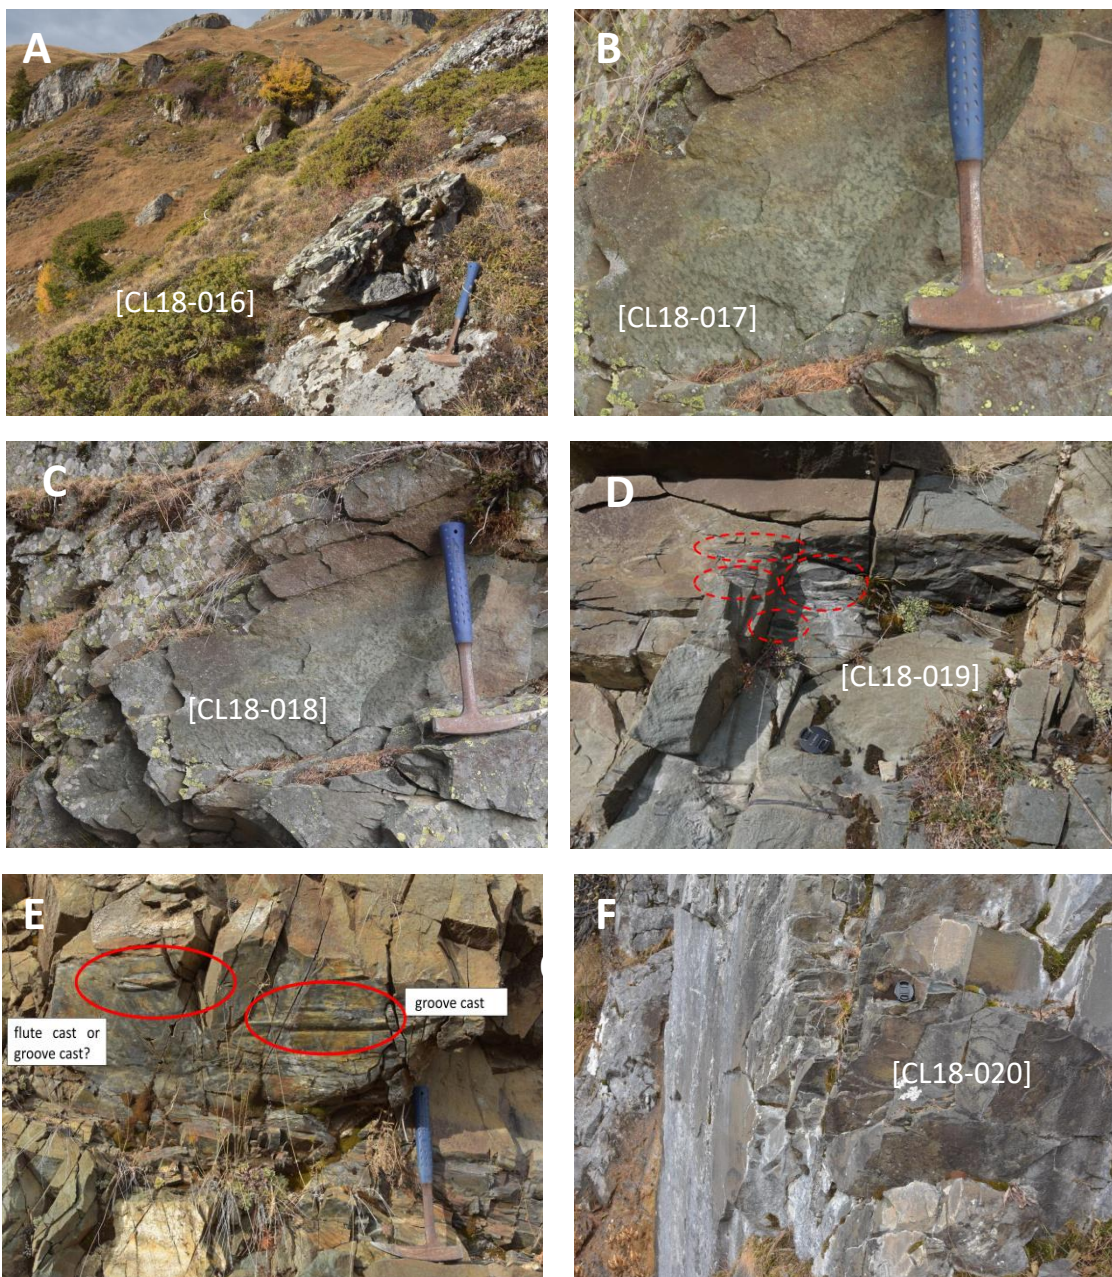 A
[CL18-016]
B
[CL18-017]
C
[CL18-018]
D
[CL18-019]
E
flute cast or
groove cast?
groove cast
F
[CL18-020]